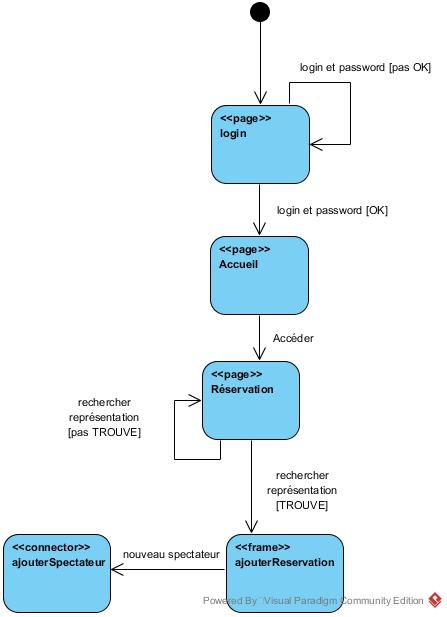 login et password [pas OK]
<<page>>
login
login et password [OK]
<<page>>
Accueil
Accéder
<<page>>
Réservation
rechercher
représentation
[pas TROUVE]
rechercher
représentation
[TROUVE]
<<connector>>
ajouterSpectateur
nouveau spectateur
<<frame>>
ajouterReservation
Powered By Visual Paradigm Community Edition